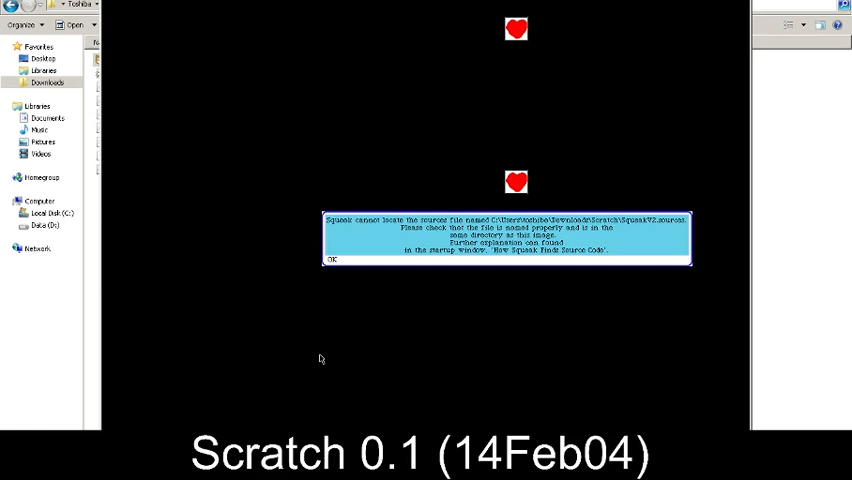 Toshiba
Organize
Open
Favorites
Desktop
Libraries
Downloads
Libraries
Documents
Music
Pictures
Videos
Homegroup
Computer
Local Disk (C:)
Data (D:)
Network
Squeak cannot locate the sources file named C:\Users\toshiba\Downloads\Scratch\SqueakV2.sources.
Please check that the file is named properly and is in the
same directory as this image.
Further explanation can found
in the startup window, 'How Squeak Finds Source Code'.
OK
Scratch 0.1 (14Feb04)